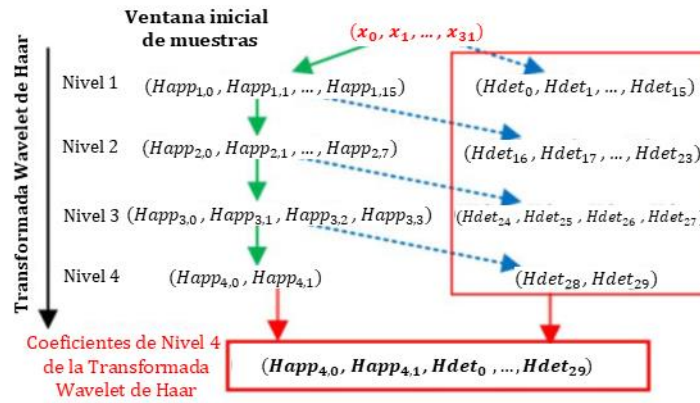 Ventana inicial
de muestras
(x₀, x₁, ..., x₃₁)
Transformada Wavelet de Haar
Nivel 1
(Happ₁,₀, Happ₁,₁, ..., Happ₁,₁₅)
(Hdet₀, Hdet₁, ..., Hdet₁₅)
Nivel 2
(Happ₂,₀, Happ₂,₁, ..., Happ₂,₇)
(Hdet₁₆, Hdet₁₇, ..., Hdet₂₃)
Nivel 3
(Happ₃,₀, Happ₃,₁, Happ₃,₂, Happ₃,₃)
(Hdet₂₄, Hdet₂₅, Hdet₂₆, Hdet₂₇)
Nivel 4
(Happ₄,₀, Happ₄,₁)
(Hdet₂₈, Hdet₂₉)
Coeficientes de Nivel 4
de la Transformada
Wavelet de Haar
(Happ₄,₀, Happ₄,₁, Hdet₀ , ..., Hdet₂₉)